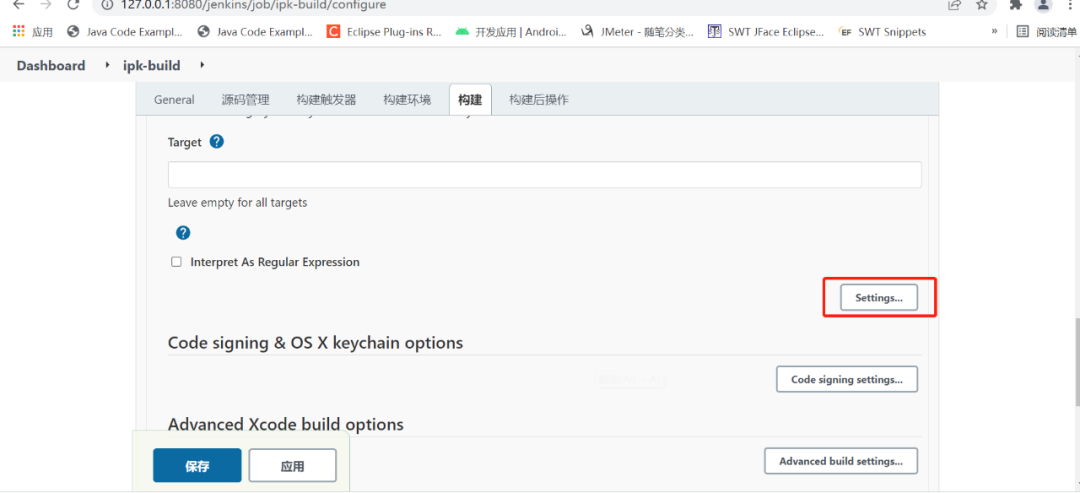 127.0.0.1:8080/jenkins/job/ipk-build/configure
应用 Java Code Exampl... Java Code Exampl... Eclipse Plug-ins R... 开发应用 | Androi... JMeter - 随笔分类... SWT JFace Eclipse... EF SWT Snippets » 阅读清单
Dashboard ipk-build
General 源码管理 构建触发器 构建环境 构建 构建后操作
Target ?
Leave empty for all targets
?
Interpret As Regular Expression
Settings...
Code signing & OS X keychain options
Code signing settings...
Advanced Xcode build options
保存 应用
Advanced build settings...